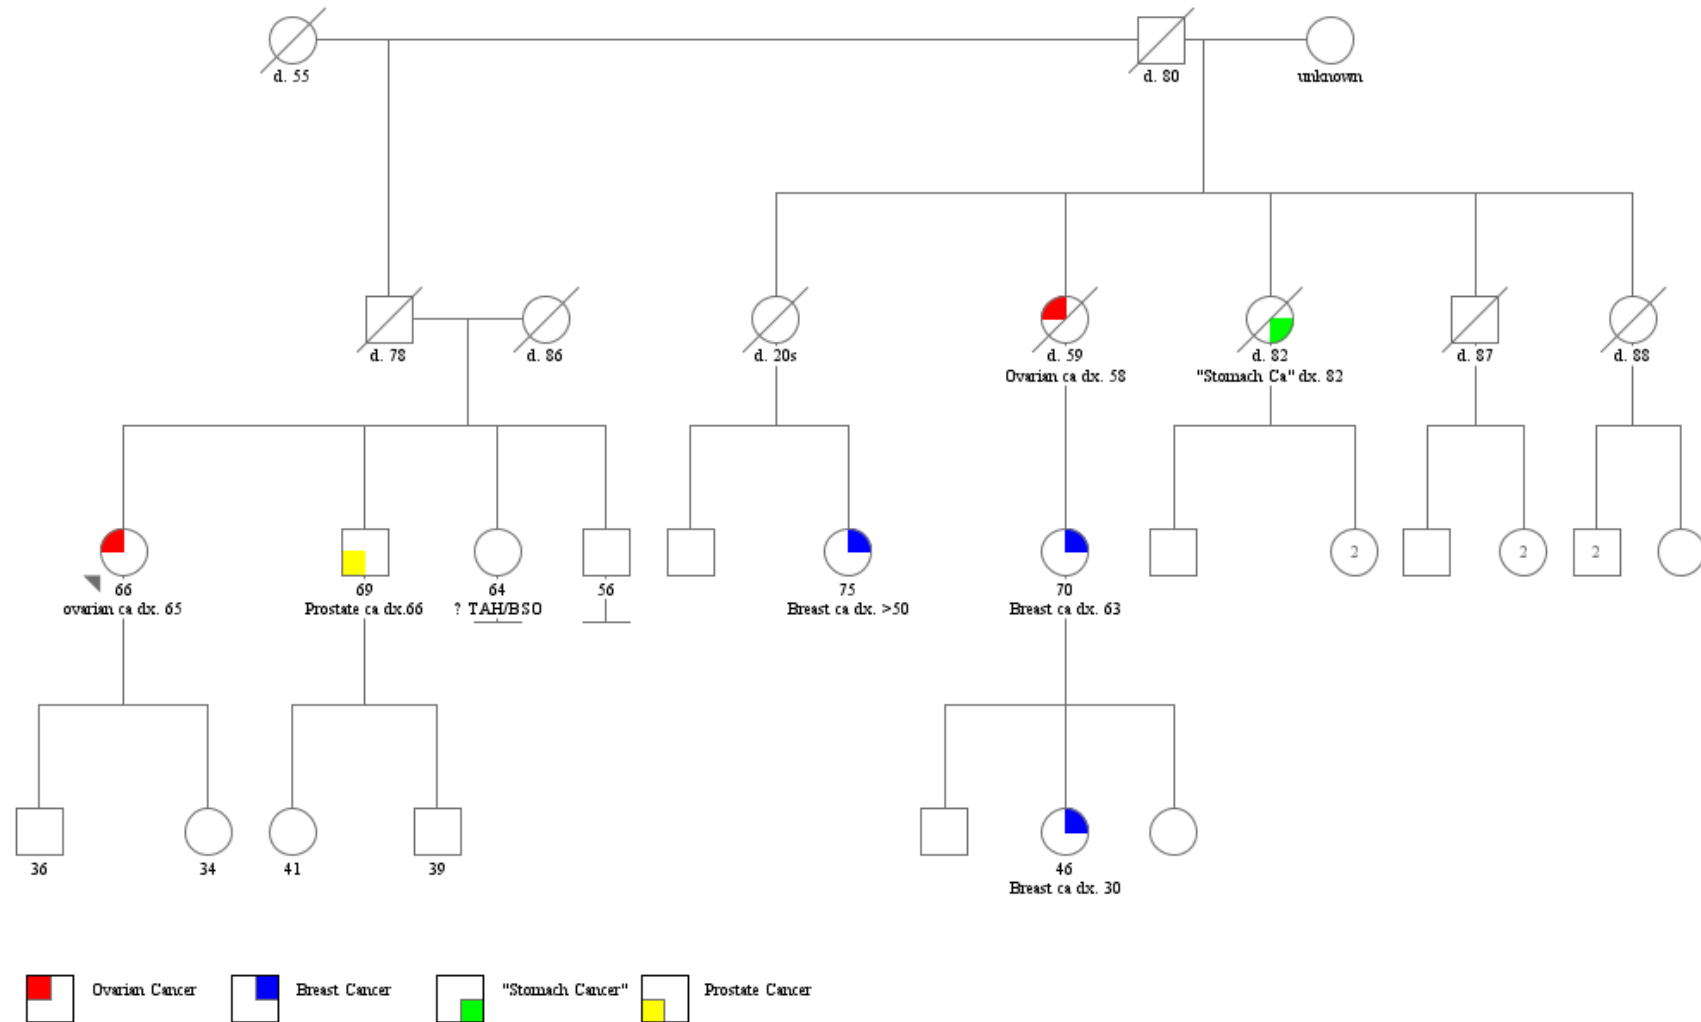 d. 55
d. 80
unknown
d. 78
d. 86
d. 20s
d. 59
Ovarian ca dx. 58
d. 82
"Stomach Ca" dx. 82
d. 87
d. 88
2
2
2
66
ovarian ca dx. 65
69
Prostate ca dx.66
64
? TAH/BSO
56
75
Breast ca dx. >50
70
Breast ca dx. 63
36
34
41
39
46
Breast ca dx. 30
Ovarian Cancer
Breast Cancer
"Stomach Cancer"
Prostate Cancer